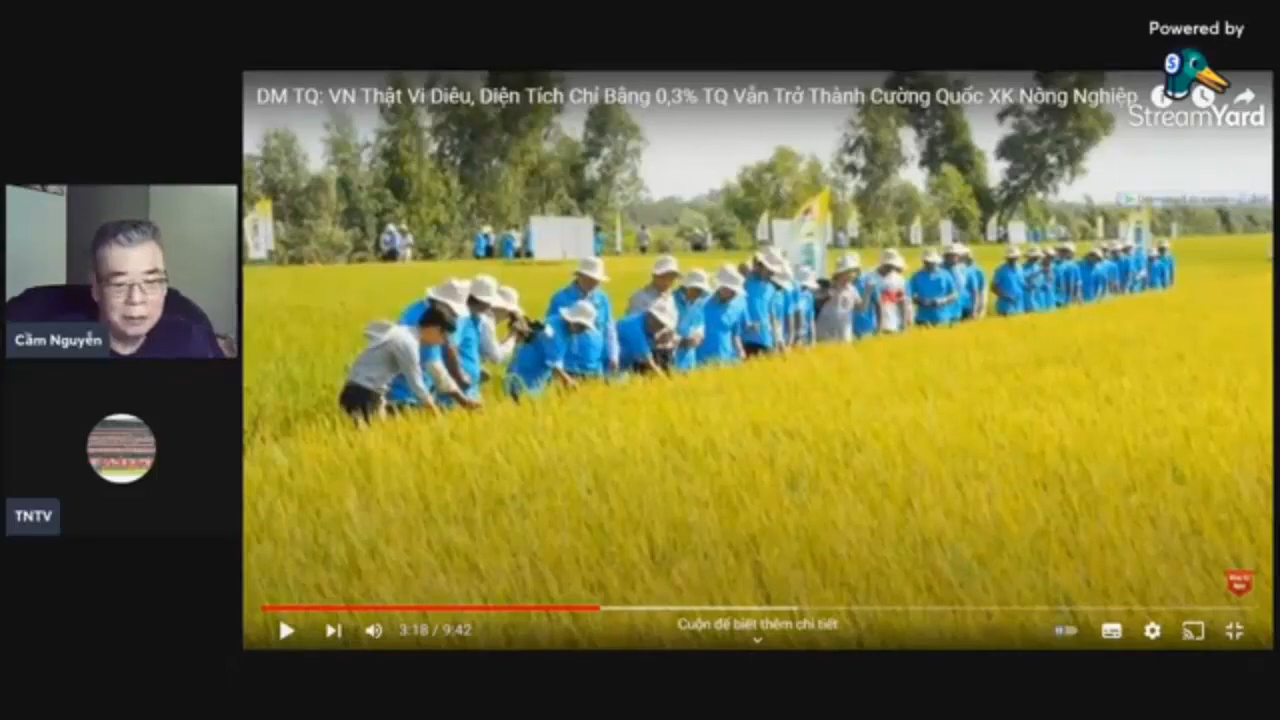 Powered by
StreamYard
DM TQ: VN Thật Vi Diệu, Diện Tích Chỉ Bằng 0,3% TQ Vẫn Trở Thành Cường Quốc XK Nông Nghiệp
Cầm Nguyễn
TNTV
Cuộn để biết thêm chi tiết
3:18 / 9:42